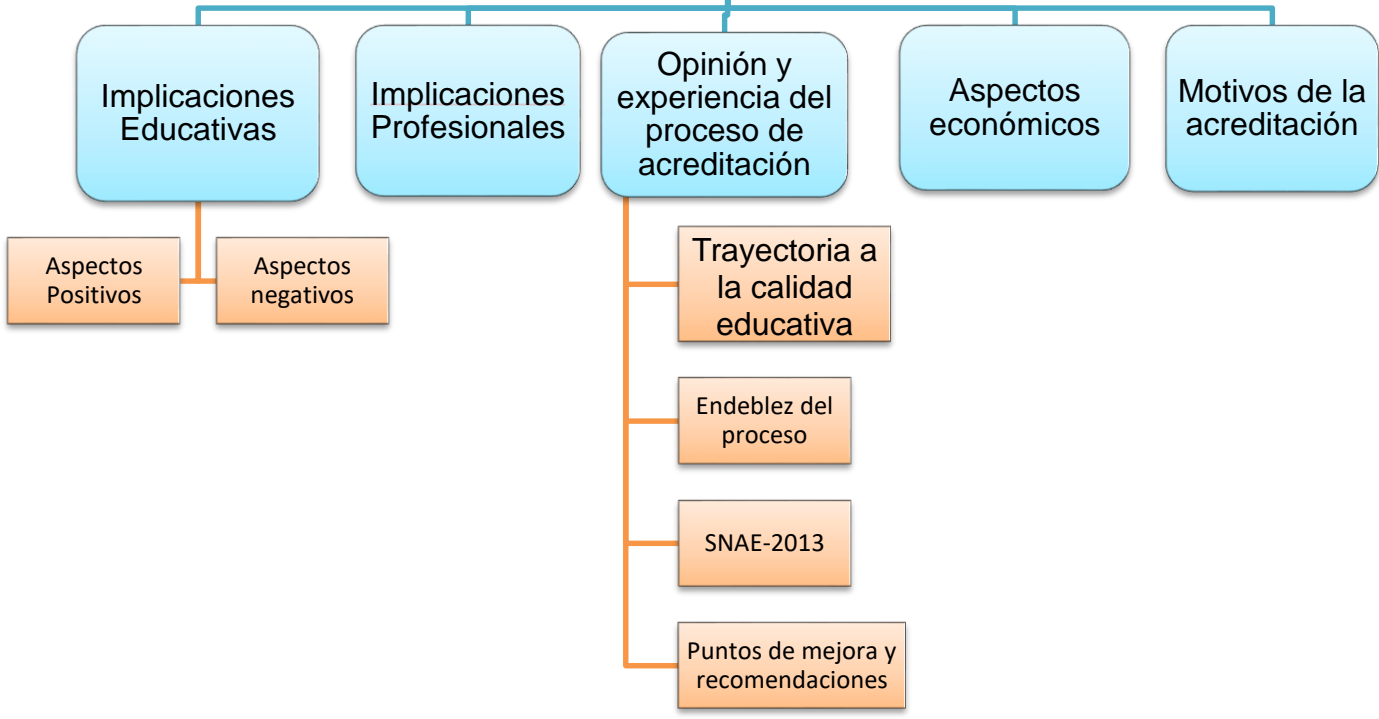 Implicaciones
Educativas
Implicaciones
Profesionales
Opinión y
experiencia del
proceso de
acreditación
Aspectos
económicos
Motivos de la
acreditación
Aspectos
Positivos
Aspectos
negativos
Trayectoria a
la calidad
educativa
Endeblez del
proceso
SNAE-2013
Puntos de mejora y
recomendaciones